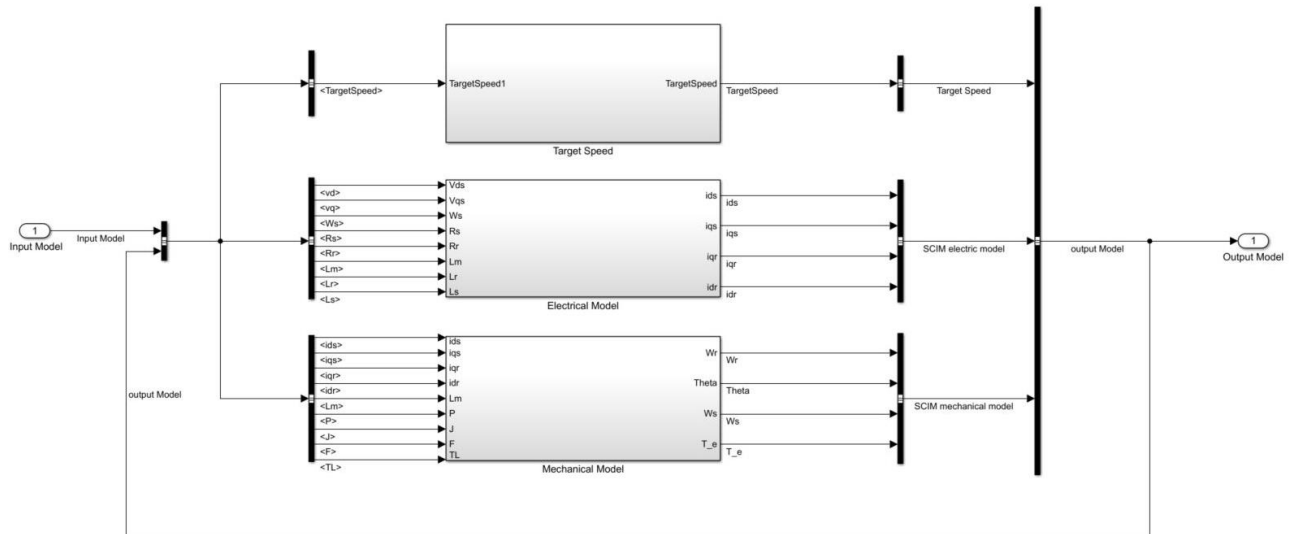 TargetSpeed1
TargetSpeed
<TargetSpeed>
TargetSpeed
Target Speed
Target Speed
1
Input Model
Input Model
<vd>
<vq>
<Ws>
<Rs>
<Rr>
<Lm>
<Lr>
<Ls>
Vds
Vqs
Ws
Rs
Rr
Lm
Lr
Ls
ids
iqs
iqr
idr
ids
iqs
iqr
idr
Electrical Model
SCIM electric model
output Model
1
Output Model
<ids>
<iqs>
<iqr>
<idr>
<Lm>
<P>
<J>
<F>
<TL>
ids
iqs
iqr
idr
Lm
P
J
F
TL
Wr
Theta
Ws
T_e
Wr
Theta
Ws
T_e
Mechanical Model
SCIM mechanical model
output Model